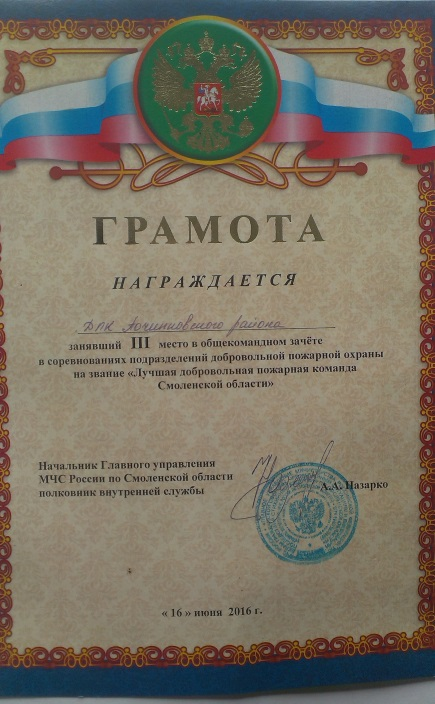 ГРАМОТА
НАГРАЖДАЕТСЯ
ДПК Починковского района
занявший III место в общекомандном зачёте
в соревнованиях подразделений добровольной пожарной охраны
на звание «Лучшая добровольная пожарная команда
Смоленской области»
Начальник Главного управления
МЧС России по Смоленской области
полковник внутренней службы
А.А. Назарко
« 16 » июня 2016 г.